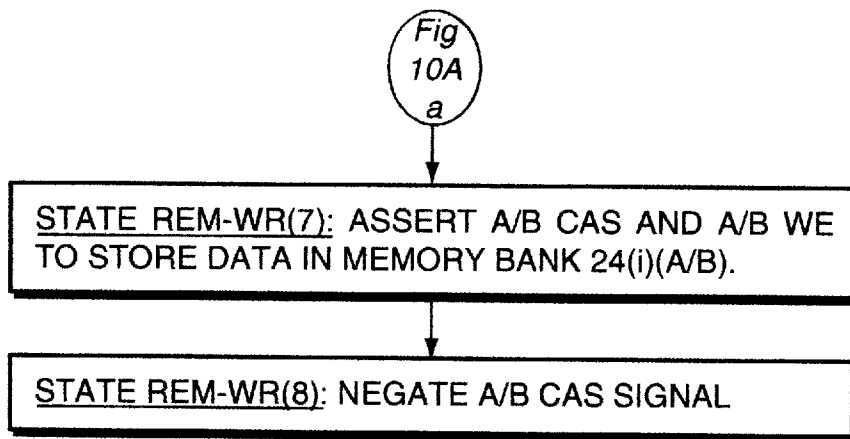 Fig
10A
a
STATE REM-WR(7): ASSERT A/B CAS AND A/B WE
TO STORE DATA IN MEMORY BANK 24(i)(A/B).
STATE REM-WR(8): NEGATE A/B CAS SIGNAL